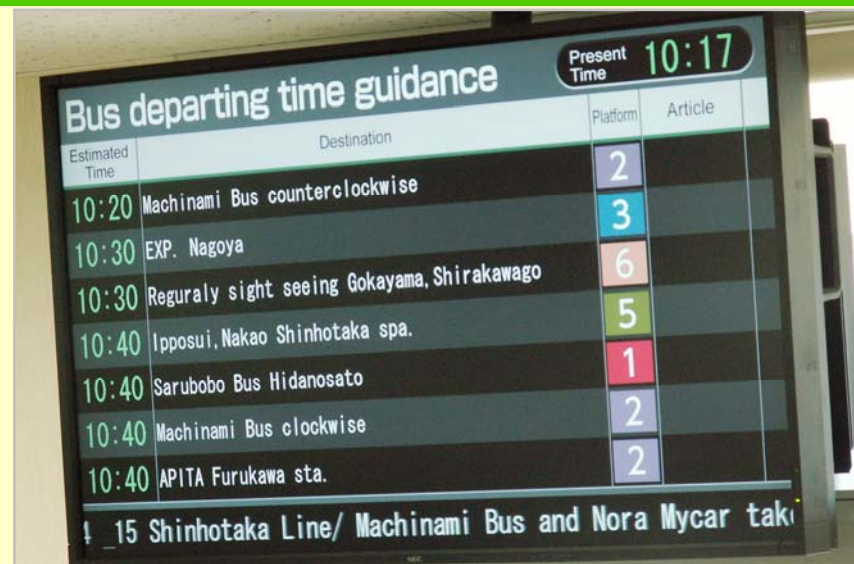 Bus departing time guidance
Present Time 10:17
Estimated Time Destination Platform Article
10:20 Machinami Bus counterclockwise 2
10:30 EXP. Nagoya 3
10:30 Reguraly sight seeing Gokayama,Shirakawago 6
10:40 Ipposui,Nakao Shinhotaka spa. 5
10:40 Sarubobo Bus Hidanosato 1
10:40 Machinami Bus clockwise 2
10:40 APITA Furukawa sta. 2
_15 Shinhotaka Line/ Machinami Bus and Nora Mycar tak
NEC